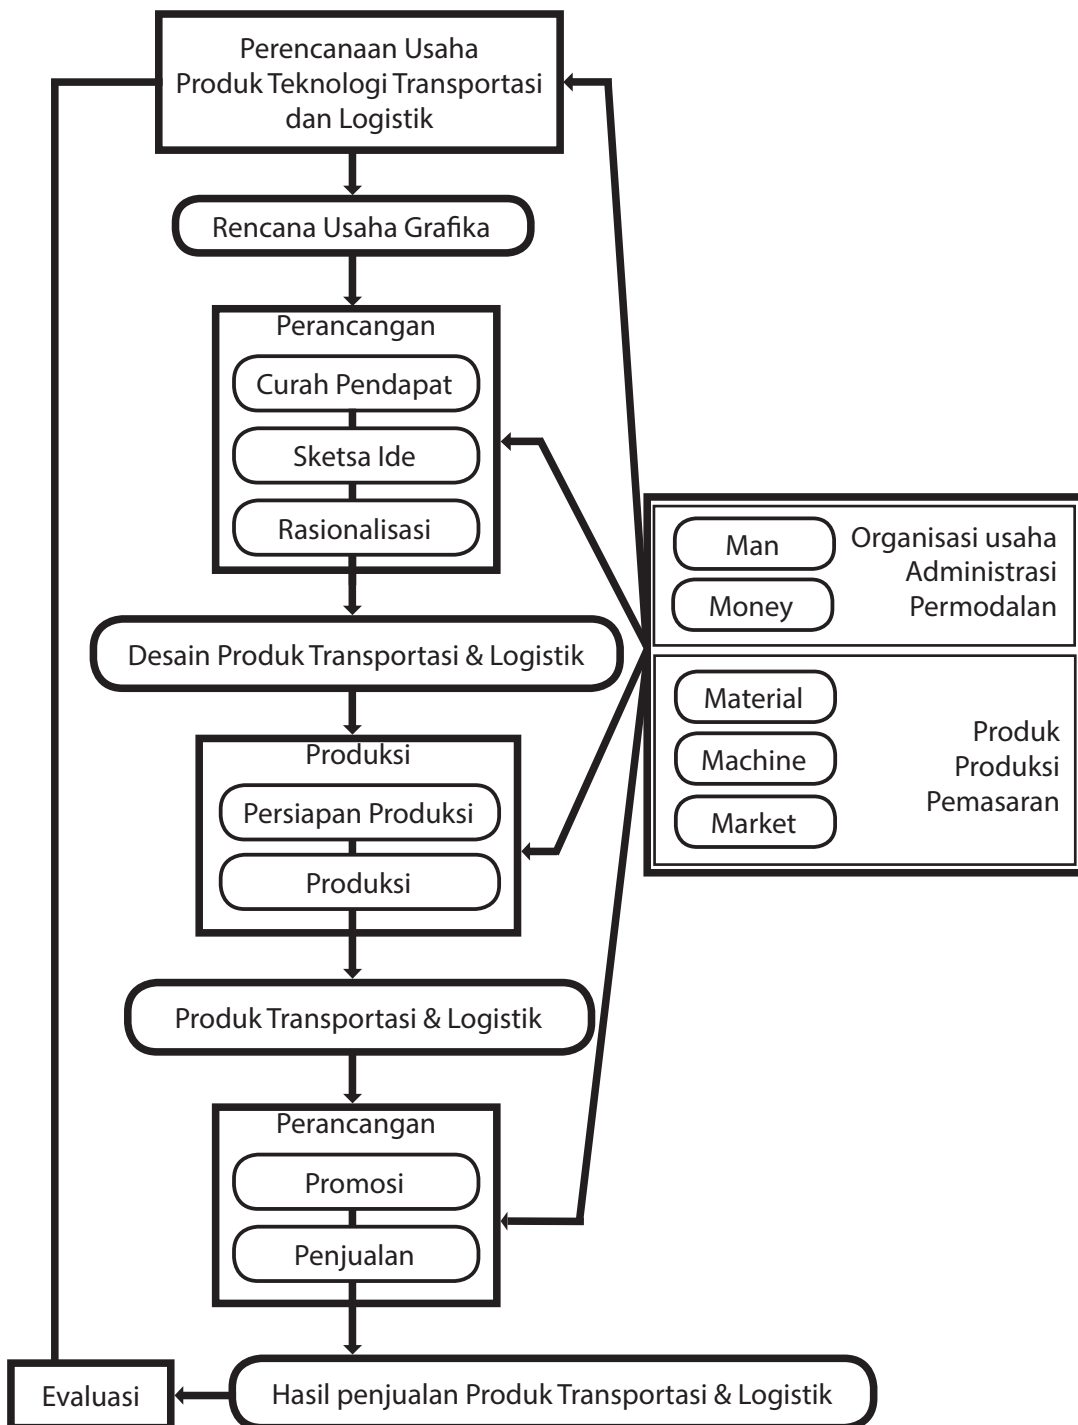 Perencanaan Usaha
Produk Teknologi Transportasi
dan Logistik
Rencana Usaha Grafika
Perancangan
Curah Pendapat
Sketsa Ide
Rasionalisasi
Desain Produk Transportasi & Logistik
Produksi
Persiapan Produksi
Produksi
Produk Transportasi & Logistik
Perancangan
Promosi
Penjualan
Hasil penjualan Produk Transportasi & Logistik
Evaluasi
Man
Money
Organisasi usaha
Administrasi
Permodalan
Material
Machine
Market
Produk
Produksi
Pemasaran